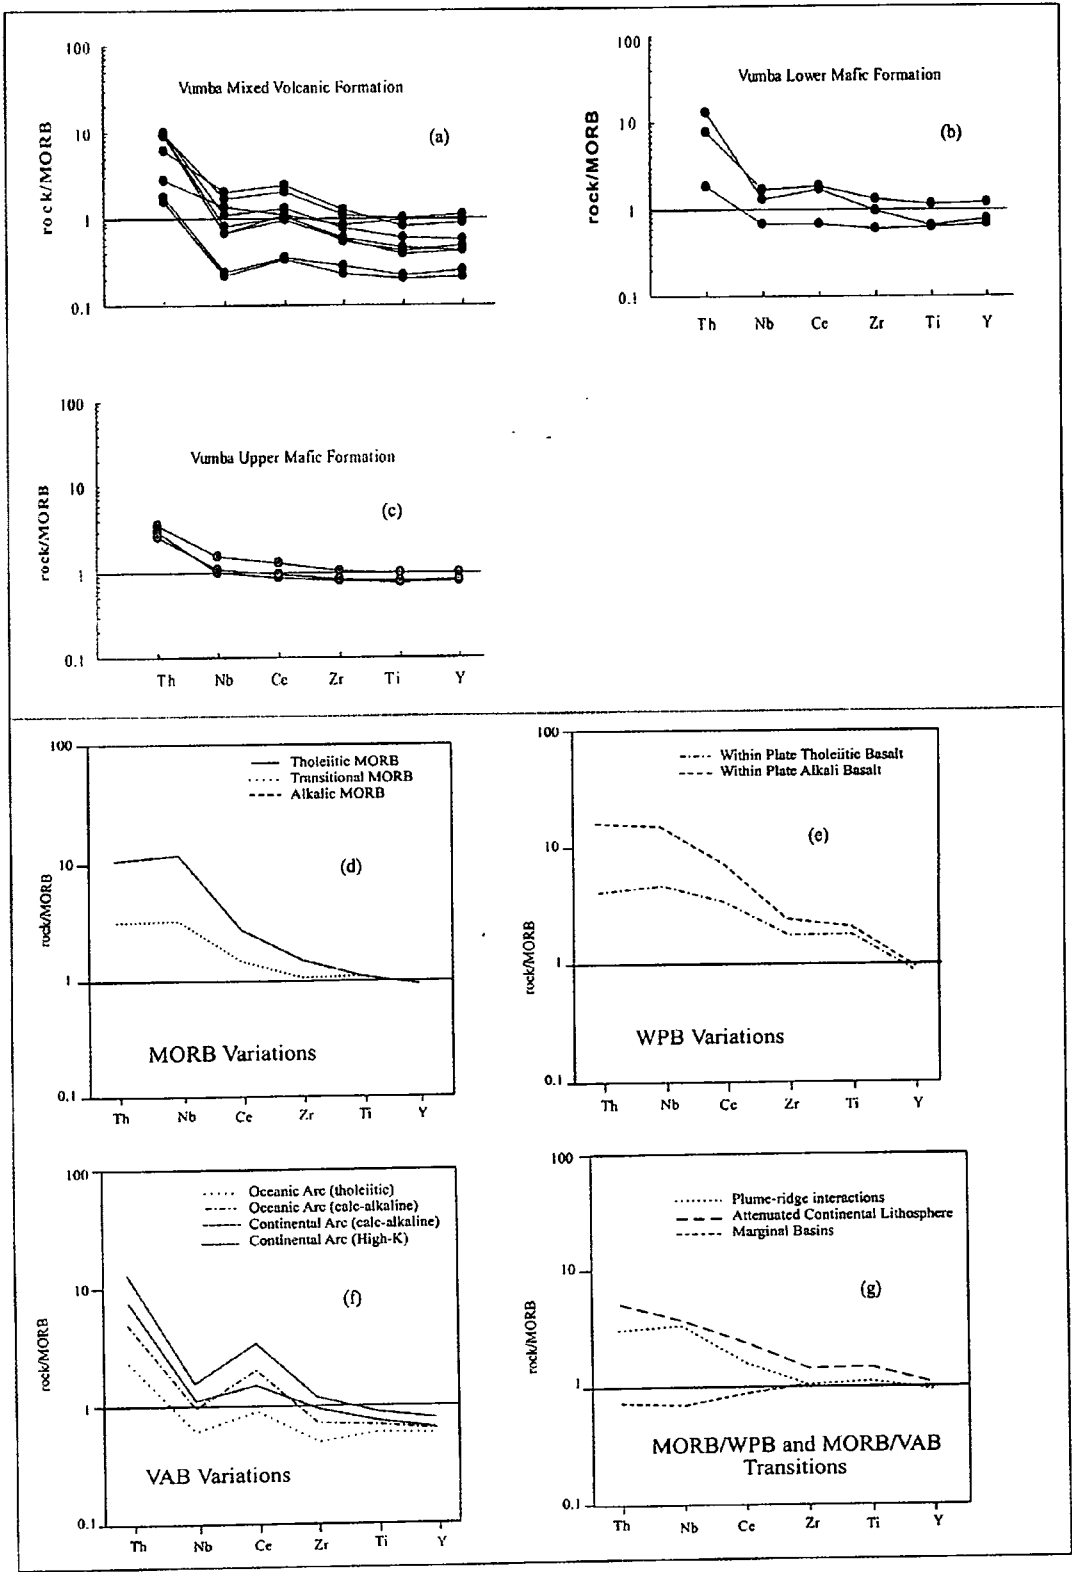 100
Vumba Mixed Volcanic Formation
(a)
10
1
0.1
rock/MORB
100
Vumba Lower Mafic Formation
(b)
10
1
0.1
rock/MORB
Th Nb Ce Zr Ti Y
100
Vumba Upper Mafic Formation
(c)
10
1
0.1
rock/MORB
Th Nb Ce Zr Ti Y
100
Tholeiitic MORB
Transitional MORB
Alkalic MORB
(d)
10
1
0.1
rock/MORB
MORB Variations
Th Nb Ce Zr Ti Y
100
Within Plate Tholeiitic Basalt
Within Plate Alkali Basalt
(e)
10
1
0.1
rock/MORB
WPB Variations
Th Nb Ce Zr Ti Y
100
Oceanic Arc (tholeiitic)
Oceanic Arc (calc-alkaline)
Continental Arc (calc-alkaline)
Continental Arc (High-K)
(f)
10
1
0.1
rock/MORB
VAB Variations
Th Nb Ce Zr Ti Y
100
Plume-ridge interactions
Attenuated Continental Lithosphere
Marginal Basins
(g)
10
1
0.1
rock/MORB
MORB/WPB and MORB/VAB
Transitions
Th Nb Ce Zr Ti Y